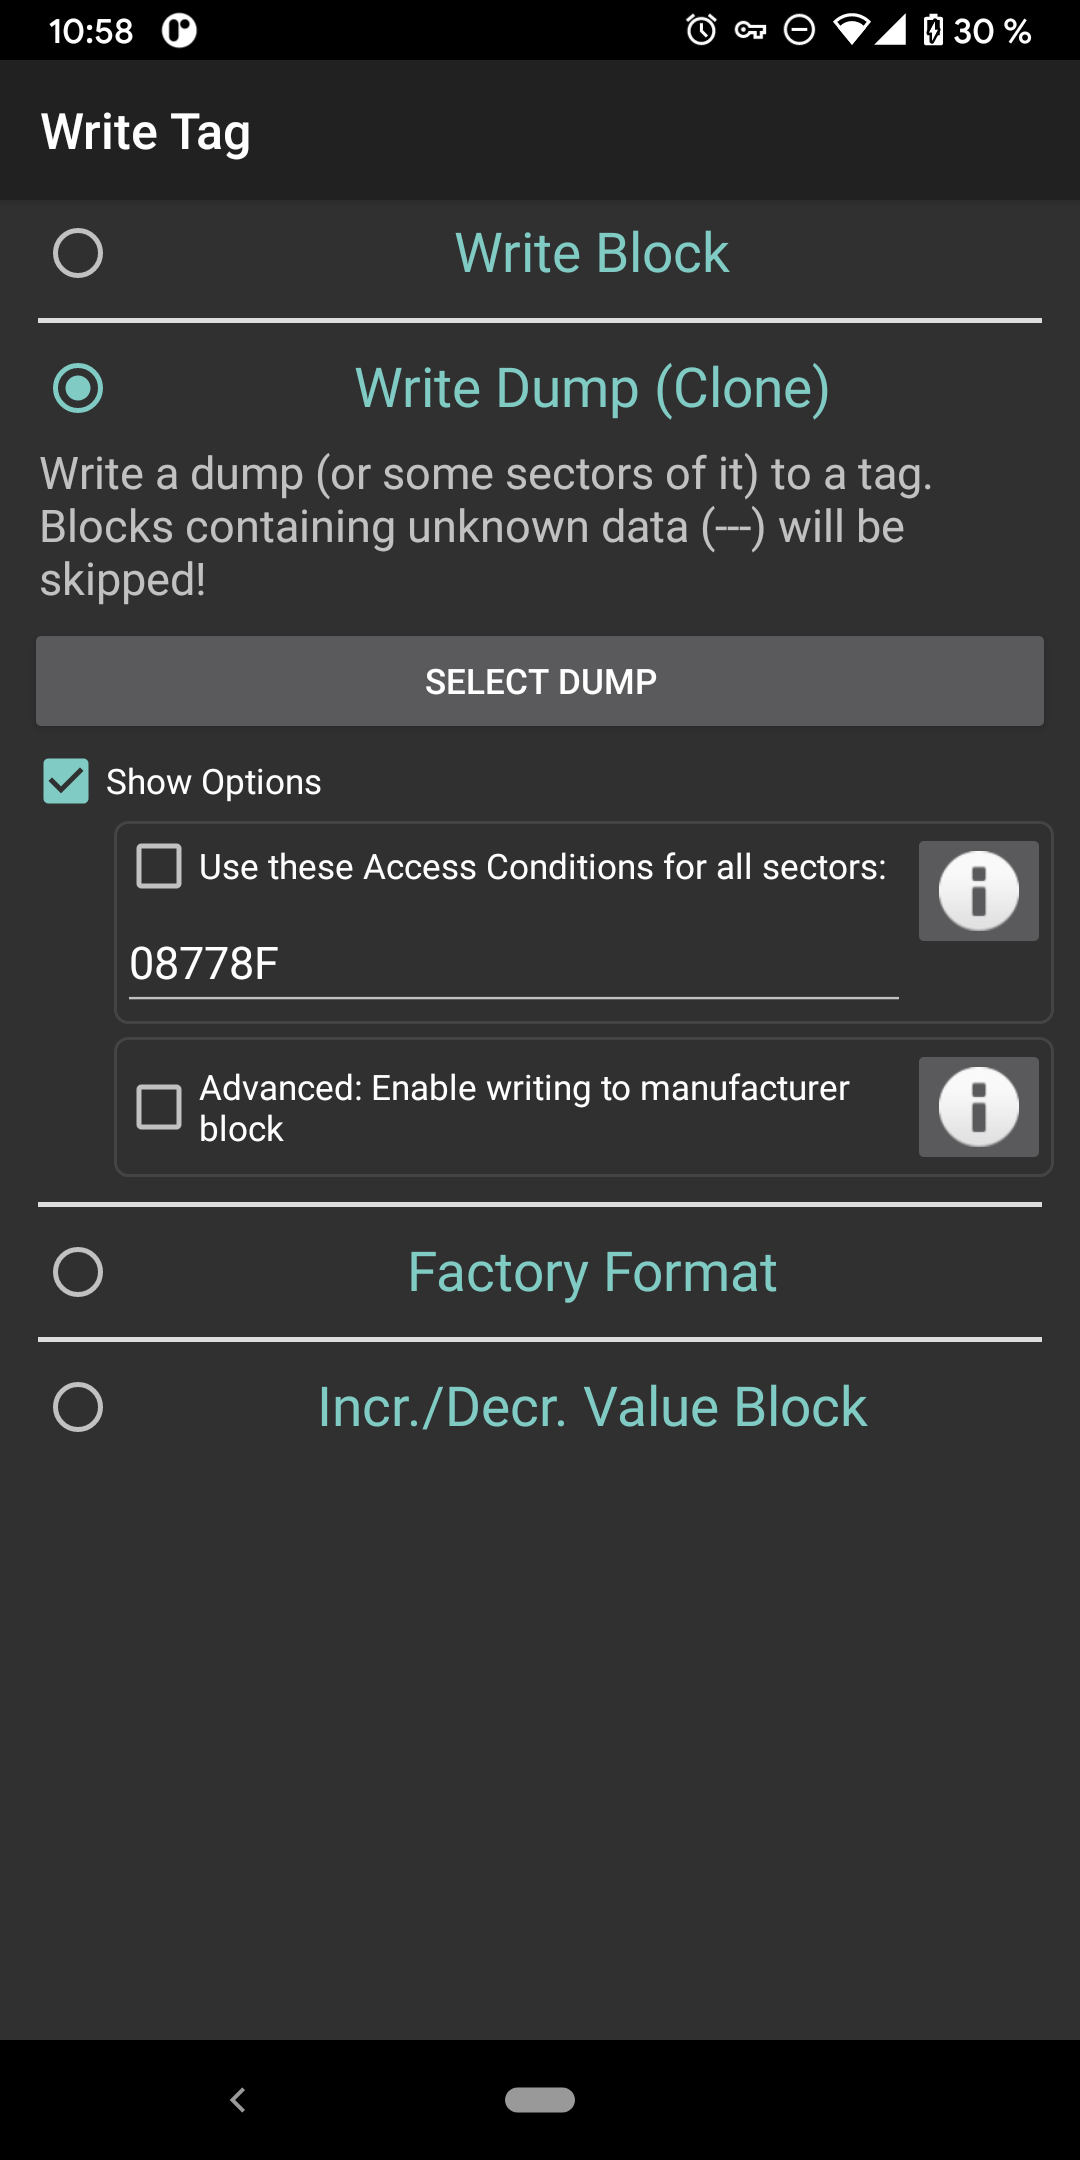 10:58
30 %
Write Tag
Write Block
Write Dump (Clone)
Write a dump (or some sectors of it) to a tag.
Blocks containing unknown data (---) will be
skipped!
SELECT DUMP
Show Options
Use these Access Conditions for all sectors:
08778F
Advanced: Enable writing to manufacturer
block
Factory Format
Incr./Decr. Value Block